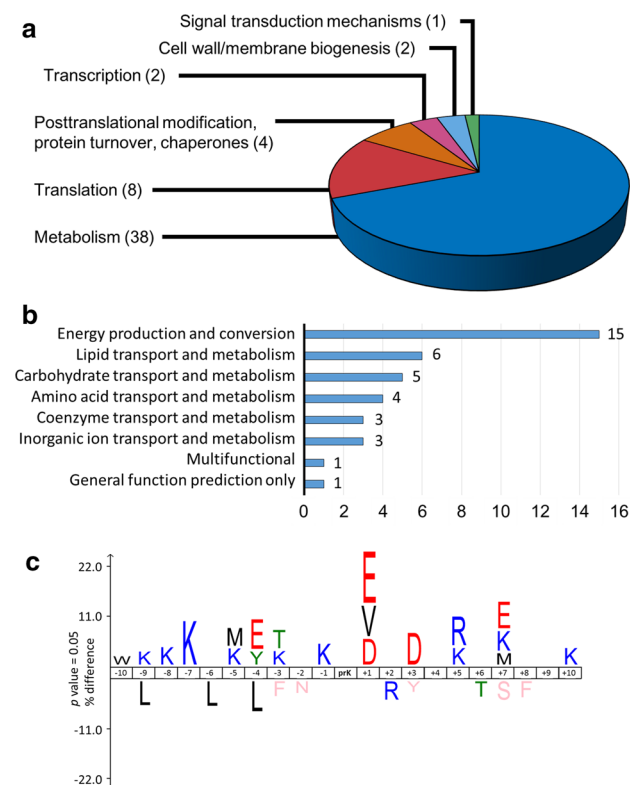 a
Signal transduction mechanisms (1)
Cell wall/membrane biogenesis (2)
Transcription (2)
Posttranslational modification,
protein turnover, chaperones (4)
Translation (8)
Metabolism (38)
b
Energy production and conversion 15
Lipid transport and metabolism 6
Carbohydrate transport and metabolism 5
Amino acid transport and metabolism 4
Coenzyme transport and metabolism 3
Inorganic ion transport and metabolism 3
Multifunctional 1
General function prediction only 1
0 2 4 6 8 10 12 14 16
c
p value = 0.05
% difference
22.0
11.0
E
V
M E T R E
W K K K K Y K K D D K K M K
-10 -9 -8 -7 -6 -5 -4 -3 -2 -1 prK +1 +2 +3 +4 +5 +6 +7 +8 +9 +10
L L L F N R Y T S F
-11.0
-22.0